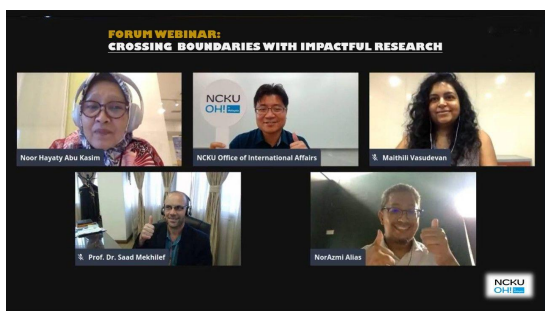 FORUM WEBINAR:
CROSSING BOUNDARIES WITH IMPACTFUL RESEARCH
NCKU
OH!
Noor Hayaty Abu Kasim
NCKU Office of International Affairs
Maithili Vasudevan
Prof. Dr. Saad Mekhilef
NorAzmi Alias
NCKU
OH!